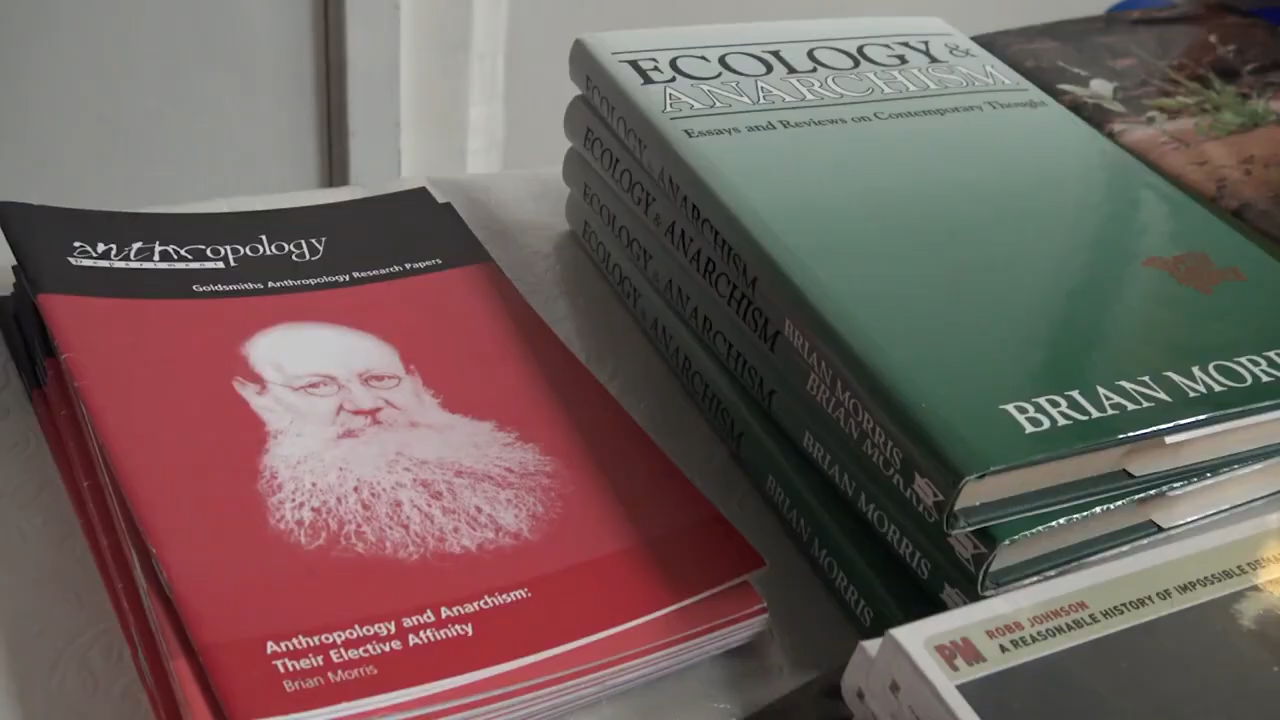 anthropology
Department
Goldsmiths Anthropology Research Papers
Anthropology and Anarchism:
Their Elective Affinity
Brian Morris
ECOLOGY &
ANARCHISM
Essays and Reviews on Contemporary Thought
BRIAN MORR
ECOLOGY & ANARCHISM BRIAN MORRIS
ECOLOGY & ANARCHISM BRIAN MORRIS
ECOLOGY & ANARCHISM BRIAN MORRIS
ECOLOGY & ANARCHISM BRIAN MORRIS
PM
ROBB JOHNSON
A REASONABLE HISTORY OF IMPOSSIBLE DEM